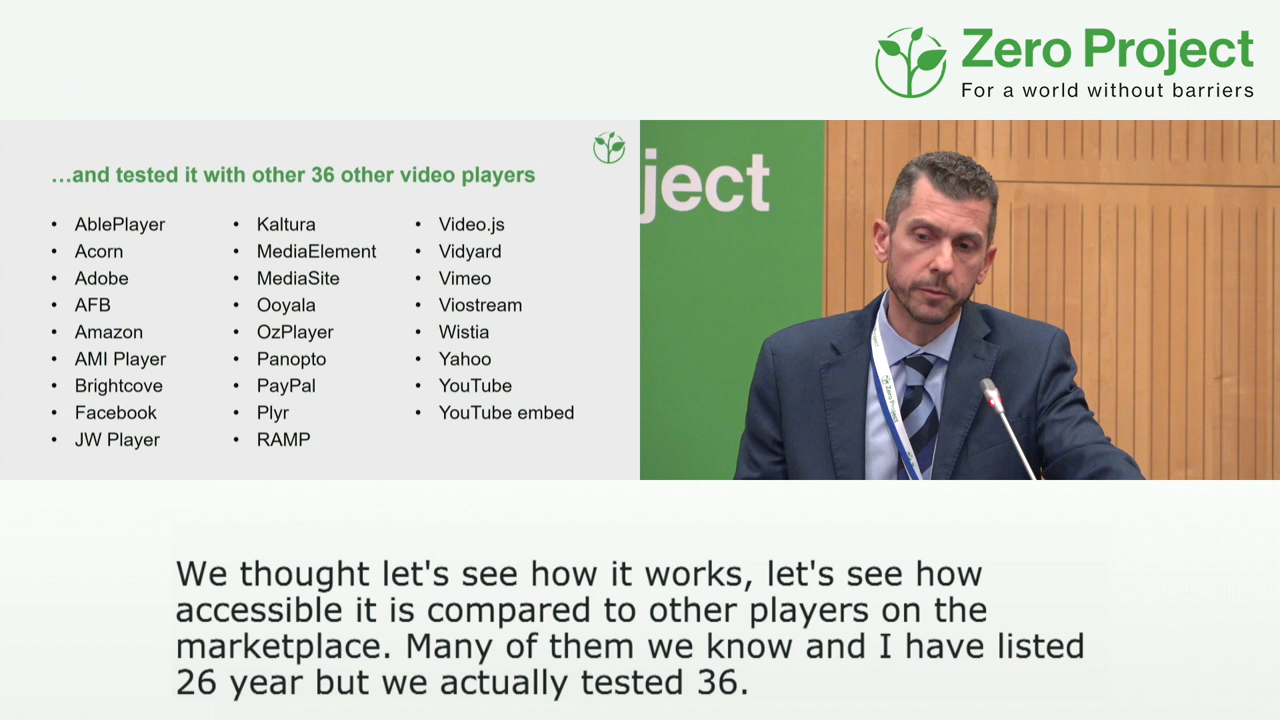 Zero Project
For a world without barriers
…and tested it with other 36 other video players
• AblePlayer
• Acorn
• Adobe
• AFB
• Amazon
• AMI Player
• Brightcove
• Facebook
• JW Player
• Kaltura
• MediaElement
• MediaSite
• Ooyala
• OzPlayer
• Panopto
• PayPal
• Plyr
• RAMP
• Video.js
• Vidyard
• Vimeo
• Viostream
• Wistia
• Yahoo
• YouTube
• YouTube embed
ject
Zero Project
We thought let's see how it works, let's see how
accessible it is compared to other players on the
marketplace. Many of them we know and I have listed
26 year but we actually tested 36.